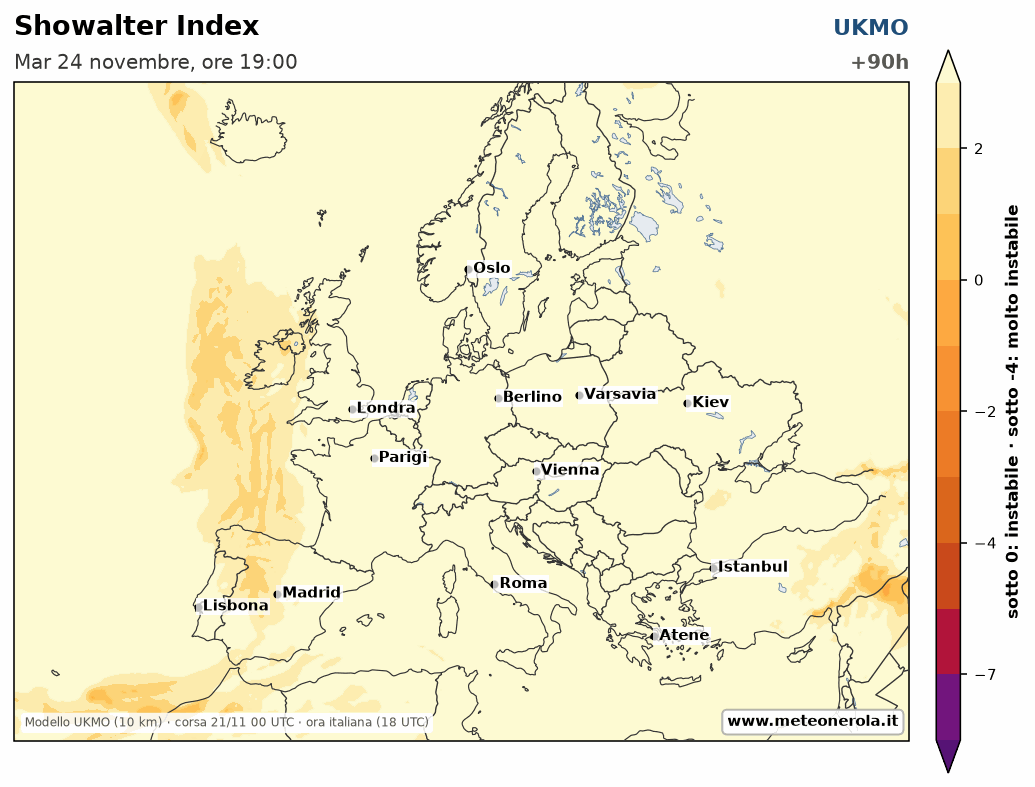 Showalter Index
UKMO
Mar 24 novembre, ore 19:00
+90h
Oslo
Londra
Berlino
Varsavia
Kiev
Parigi
Vienna
Istanbul
Roma
Madrid
Lisbona
Atene
Modello UKMO (10 km) · corsa 21/11 00 UTC · ora italiana (18 UTC)
www.meteonerola.it
2
0
−2
−4
−7
sotto 0: instabile · sotto -4: molto instabile